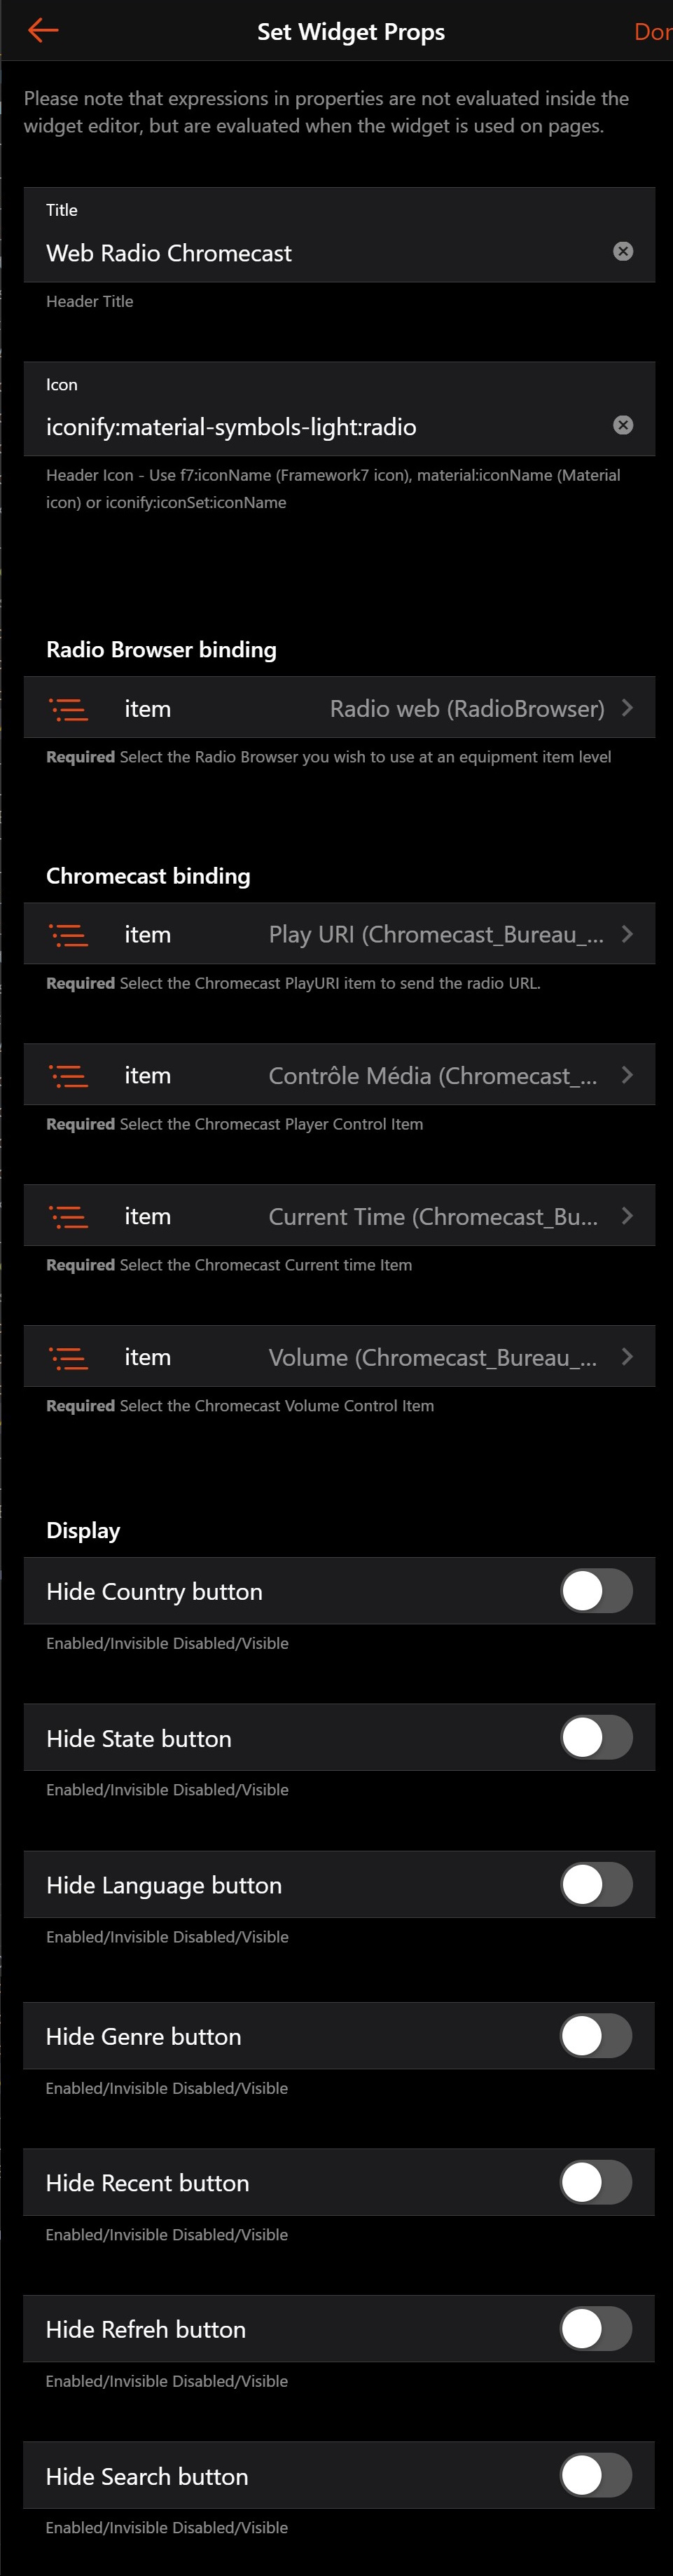 Set Widget Props
Dor
Please note that expressions in properties are not evaluated inside the
widget editor, but are evaluated when the widget is used on pages.
Title
Web Radio Chromecast
Header Title
Icon
iconify:material-symbols-light:radio
Header Icon - Use f7:iconName (Framework7 icon), material:iconName (Material
icon) or iconify:iconSet:iconName
Radio Browser binding
item Radio web (RadioBrowser)
Required Select the Radio Browser you wish to use at an equipment item level
Chromecast binding
item Play URI (Chromecast_Bureau_...
Required Select the Chromecast PlayURI item to send the radio URL.
item Contrôle Média (Chromecast_...
Required Select the Chromecast Player Control Item
item Current Time (Chromecast_Bu...
Required Select the Chromecast Current time Item
item Volume (Chromecast_Bureau_...
Required Select the Chromecast Volume Control Item
Display
Hide Country button
Enabled/Invisible Disabled/Visible
Hide State button
Enabled/Invisible Disabled/Visible
Hide Language button
Enabled/Invisible Disabled/Visible
Hide Genre button
Enabled/Invisible Disabled/Visible
Hide Recent button
Enabled/Invisible Disabled/Visible
Hide Refreh button
Enabled/Invisible Disabled/Visible
Hide Search button
Enabled/Invisible Disabled/Visible